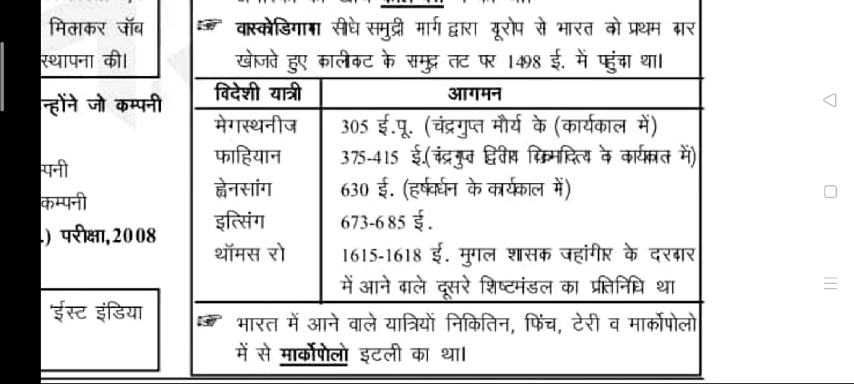 मिलकर जॉब
स्थापना की।
न्होंने जो कम्पनी
पनी
कम्पनी
.) परीक्षा,2008
'ईस्ट इंडिया
☞ वास्कोडिगामा सीधे समुद्री मार्ग द्वारा यूरोप से भारत को प्रथम बार
खोजते हुए कालीकट के समुद्र तट पर 1498 ई. में पहुंचा था।
विदेशी यात्री आगमन
मेगस्थनीज 305 ई.पू. (चंद्रगुप्त मौर्य के (कार्यकाल में)
फाहियान 375-415 ई.(चंद्रगुप्त द्वितीय विक्रमादित्य के कार्यकाल में)
ह्वेनसांग 630 ई. (हर्षवर्धन के कार्यकाल में)
इत्सिंग 673-685 ई.
थॉमस रो 1615-1618 ई. मुगल शासक जहांगीर के दरबार
में आने वाले दूसरे शिष्टमंडल का प्रतिनिधि था
☞ भारत में आने वाले यात्रियों निकितिन, फिंच, टेरी व मार्कोपोलो
में से मार्कोपोलो इटली का था।